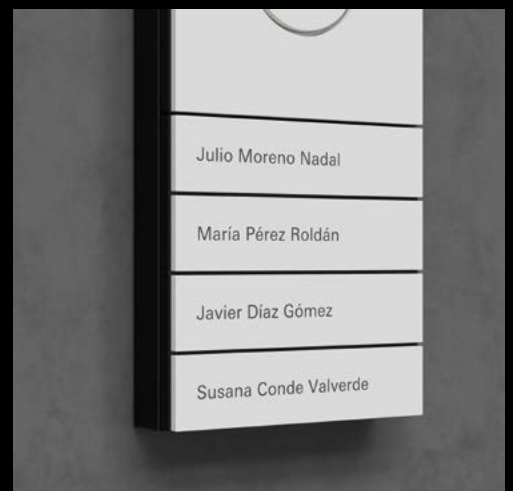 Julio Moreno Nadal
María Pérez Roldán
Javier Díaz Gómez
Susana Conde Valverde